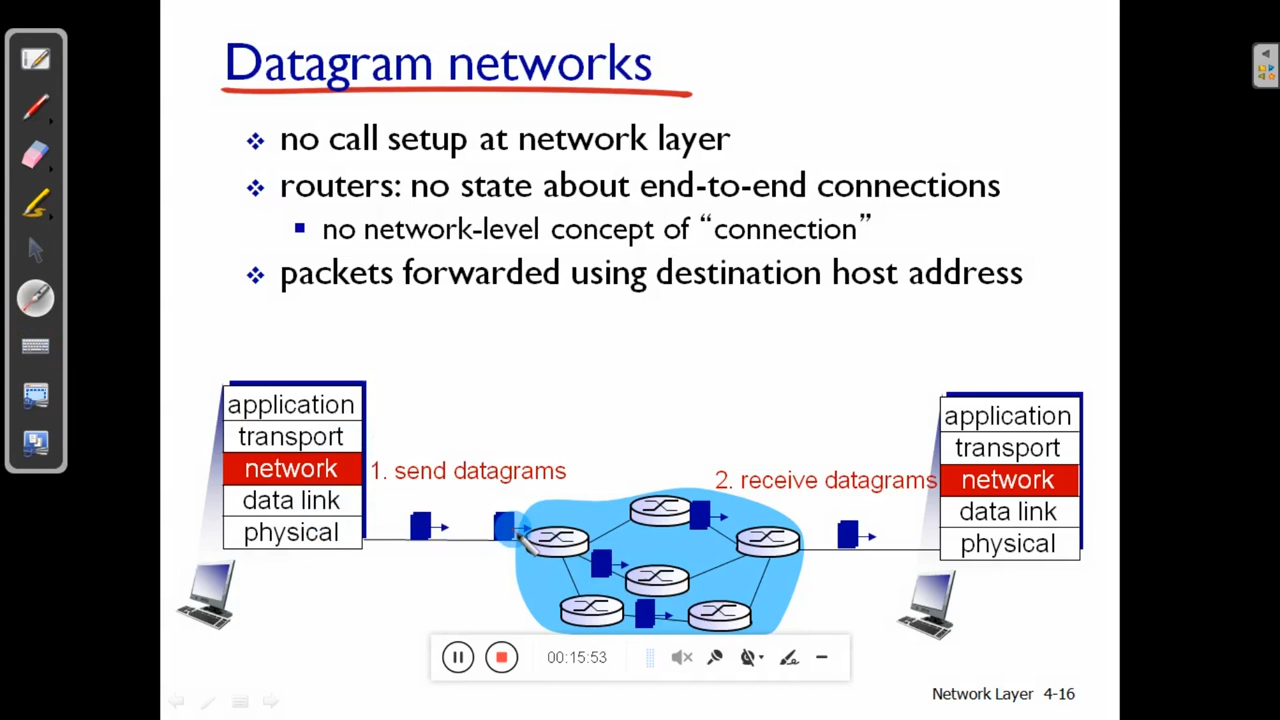 Datagram networks
no call setup at network layer
routers: no state about end-to-end connections
no network-level concept of “connection”
packets forwarded using destination host address
application
transport
network
data link
physical
1. send datagrams
2. receive datagrams
application
transport
network
data link
physical
00:15:53
Network Layer 4-16